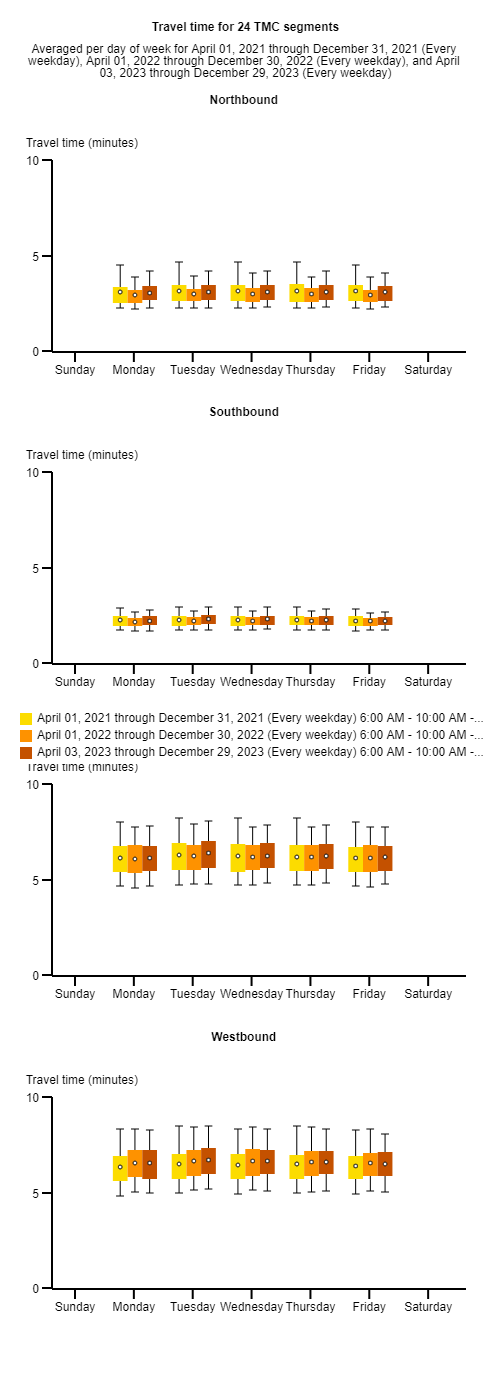 Travel time for 24 TMC segments
Averaged per day of week for April 01, 2021 through December 31, 2021 (Every
weekday), April 01, 2022 through December 30, 2022 (Every weekday), and April
03, 2023 through December 29, 2023 (Every weekday)
Northbound
Travel time (minutes)
10
5
0
Sunday Monday Tuesday Wednesday Thursday Friday Saturday
Southbound
Travel time (minutes)
10
5
0
Sunday Monday Tuesday Wednesday Thursday Friday Saturday
April 01, 2021 through December 31, 2021 (Every weekday) 6:00 AM - 10:00 AM -...
April 01, 2022 through December 30, 2022 (Every weekday) 6:00 AM - 10:00 AM -...
April 03, 2023 through December 29, 2023 (Every weekday) 6:00 AM - 10:00 AM -...
Travel time (minutes)
10
5
0
Sunday Monday Tuesday Wednesday Thursday Friday Saturday
Westbound
Travel time (minutes)
10
5
0
Sunday Monday Tuesday Wednesday Thursday Friday Saturday